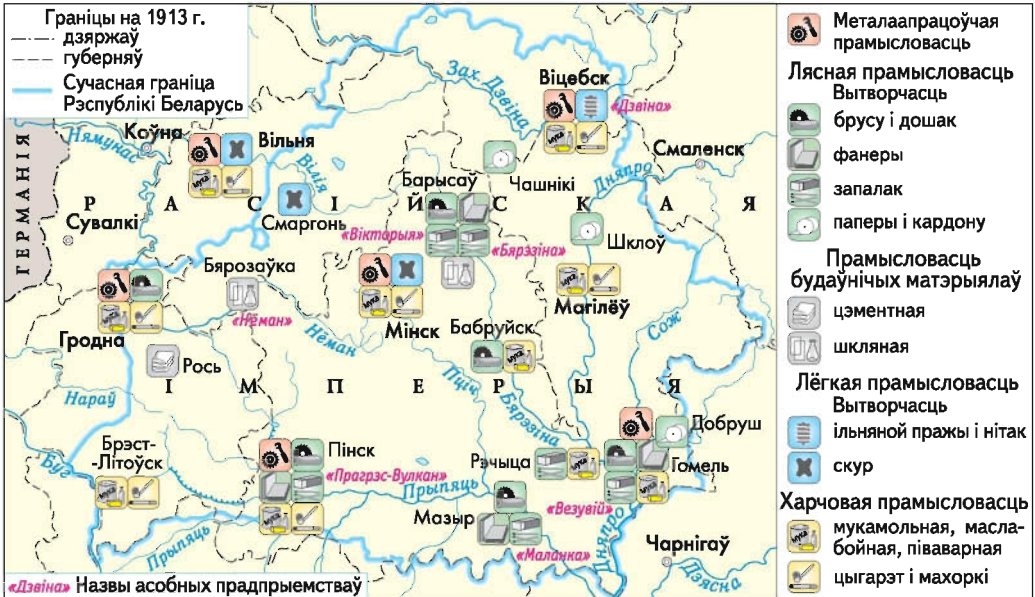 Граніцы на 1913 г.
дзяржаў
губерняў
Сучасная граніца
Рэспублікі Беларусь
ГЕРМАНІЯ
РАСІЙСКАЯ
ІМПЕРЫЯ
Зах. Дзвіна
Віцебск
«Дзвіна»
Коўна
Нямунас
Вільня
Вілія
Смаленск
Дняпро
Чашнікі
Барысаў
Смаргонь
Сувалкі
«Вікторыя»
«Бярэзіна»
Шклоў
Бярозаўка
«Нёман»
Нёман
Мінск
Магілёў
Гродна
Бабруйск
Сож
Рось
Пціч
Бярэзіна
Нараў
Добруш
Брэст
-Літоўск
Буг
Пінск
«Прагрэс-Вулкан»
Рэчыца
Гомель
Прыпяць
«Везувій»
Мазыр
Дняпро
Прыпяць
«Маланка»
Чарнігаў
Дзясна
«Дзвіна» Назвы асобных прадпрыемстваў
Металаапрацоўчая
прамысловасць
Лясная прамысловасць
Вытворчасць
брусу і дошак
фанеры
запалак
паперы і кардону
Прамысловасць
будаўнічых матэрыялаў
цэментная
шкляная
Лёгкая прамысловасць
Вытворчасць
ільняной пражы і нітак
скур
Харчовая прамысловасць
мукамольная, масла-
бойная, піваварная
цыгарэт і махоркі